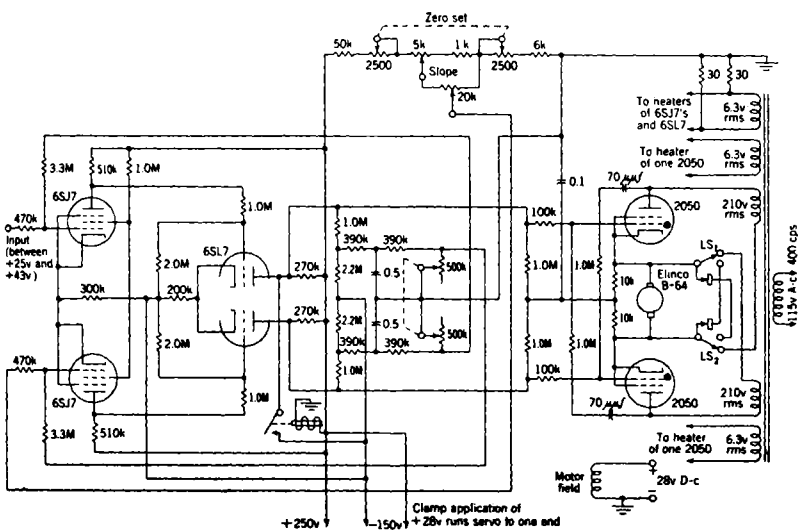 Zero set
50k
5k
1k
6k
2500
2500
Slope
20k
30
30
To heaters
of 6SJ7's
and 6SL7
6.3v
rms
To heater
of one 2050
6.3v
rms
3.3M
510k
1.0M
6SJ7
470k
Input
(between
+25v and
+43v)
1.0M
6SL7
2.0M
300k
200k
2.0M
270k
270k
1.0M
390k
390k
2.2M
0.5
500k
2.2M
0.5
500k
390k
390k
1.0M
0.1
70 μμf
2050
210v
rms
100k
1.0M
1.0M
10k
Elinco
B-64
10k
LS1
LS2
115v A-c 400 cps
1.0M
1.0M
100k
70 μμf
2050
210v
rms
470k
6SJ7
3.3M
510k
1.0M
To heater
of one 2050
6.3v
rms
Motor
field
+
28v D-c
−
+250v
−150v
Clamp application of
+28v runs servo to one end